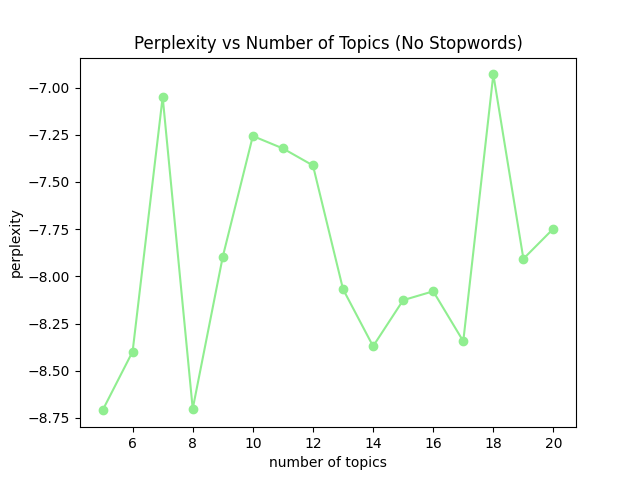 Perplexity vs Number of Topics (No Stopwords)
−7.00
−7.25
−7.50
−7.75
−8.00
−8.25
−8.50
−8.75
perplexity
6 8 10 12 14 16 18 20
number of topics